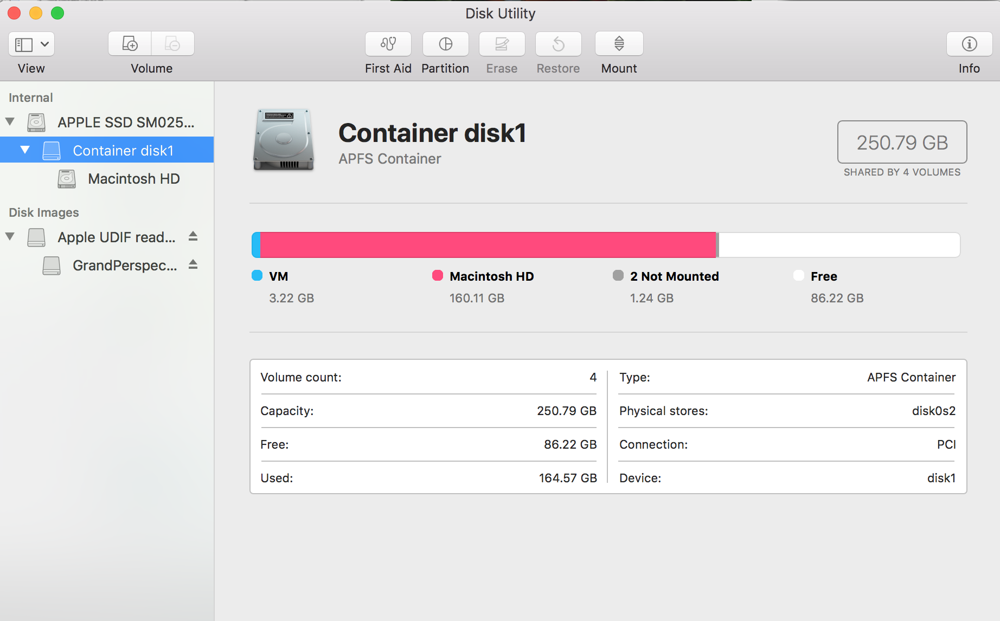 Disk Utility
View
Volume
First Aid
Partition
Erase
Restore
Mount
Info
Internal
APPLE SSD SM025...
Container disk1
Macintosh HD
Disk Images
Apple UDIF read...
GrandPerspec...
Container disk1
APFS Container
250.79 GB
SHARED BY 4 VOLUMES
VM
3.22 GB
Macintosh HD
160.11 GB
2 Not Mounted
1.24 GB
Free
86.22 GB
Volume count: 4
Capacity: 250.79 GB
Free: 86.22 GB
Used: 164.57 GB
Type: APFS Container
Physical stores: disk0s2
Connection: PCI
Device: disk1